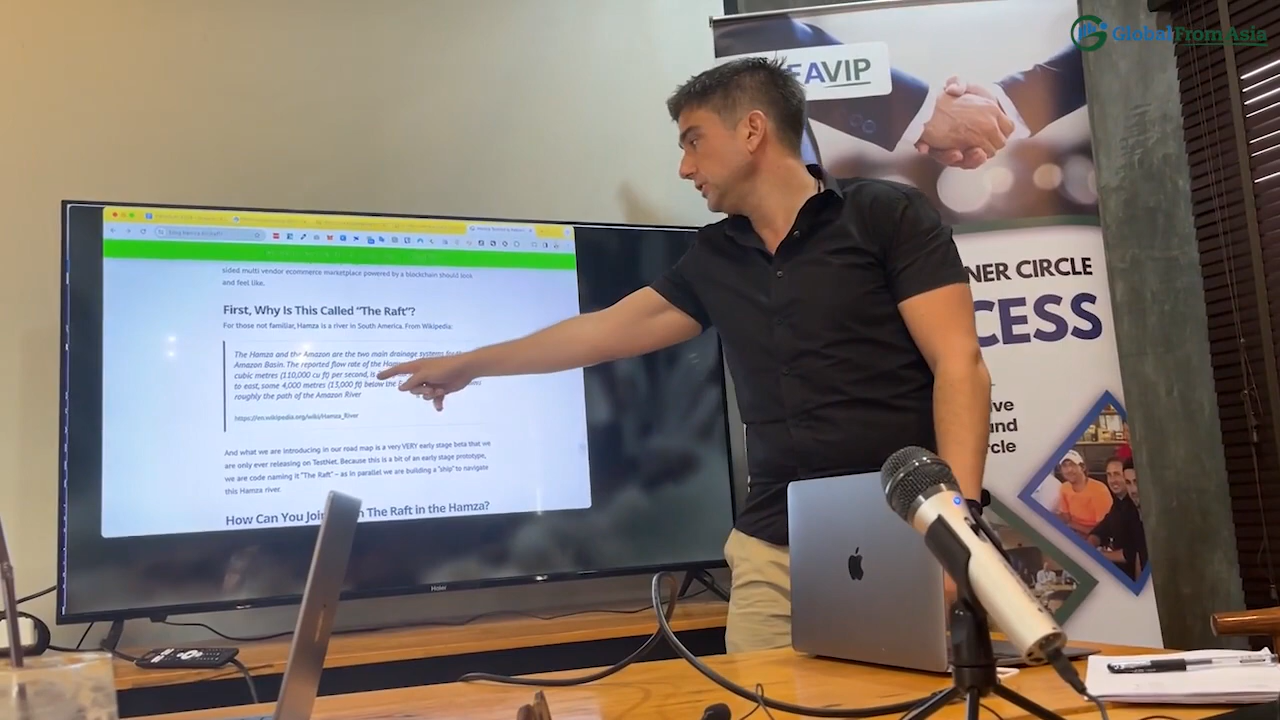 Global From Asia
EAVIP
NER CIRCLE
CESS
ive
und
rcle
sided multi vendor ecommerce marketplace powered by a blockchain should look
and feel like.
First, Why Is This Called “The Raft”?
For those not familiar, Hamza is a river in South America. From Wikipedia:
The Hamza and the Amazon are the two main drainage systems for
Amazon Basin. The reported flow rate of the
cubic metres (110,000 cu ft) per second, is
to east, some 4,000 metres (13,000 ft) below the
roughly the path of the Amazon River
https://en.wikipedia.org/wiki/Hamza_River
And what we are introducing in our road map is a very VERY early stage beta that we
are only ever releasing on TestNet. Because this is a bit of an early stage prototype,
we are code naming it “The Raft” – as in parallel we are building a “ship” to navigate
this Hamza river.
How Can You Join The Raft in the Hamza?
Haier